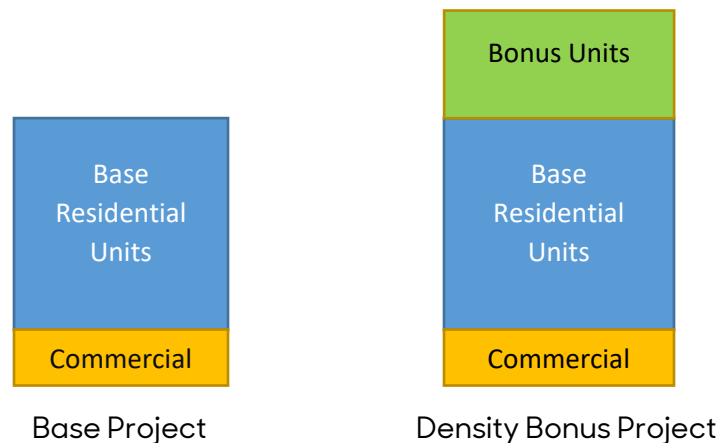 Bonus Units
Base
Residential
Units
Base
Residential
Units
Commercial
Commercial
Base Project
Density Bonus Project